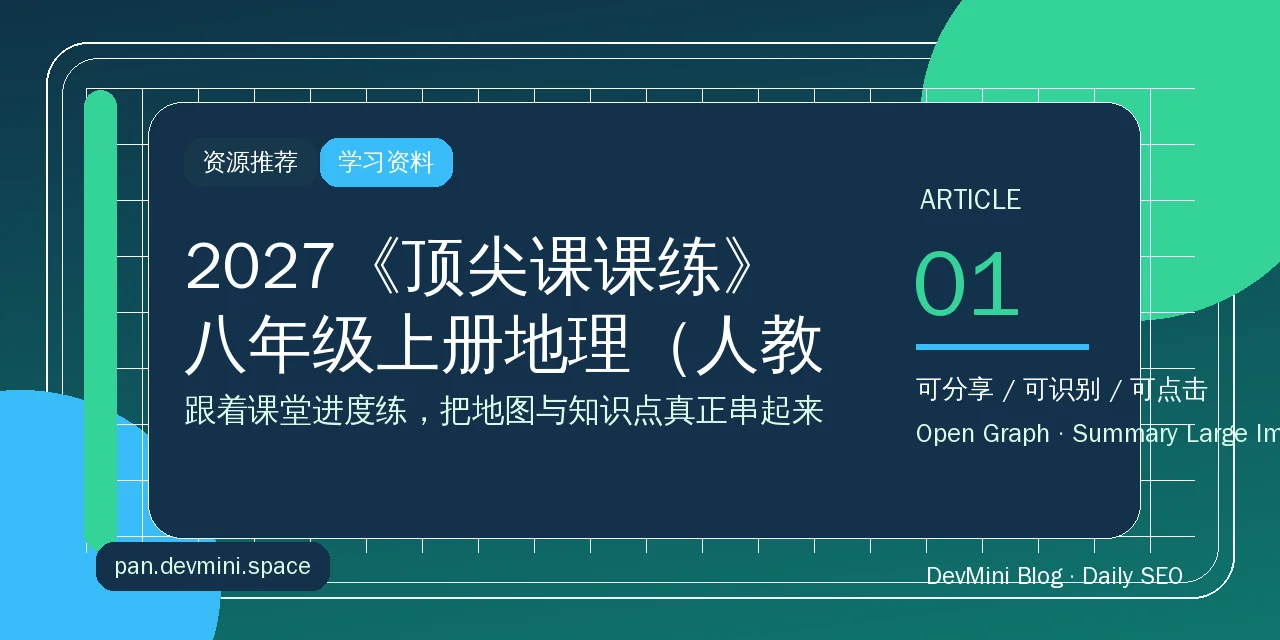 资源推荐
学习资料
2027《顶尖课课练》
八年级上册地理（人教
跟着课堂进度练，把地图与知识点真正串起来
ARTICLE
01
可分享 / 可识别 / 可点击
Open Graph · Summary Large
pan.devmini.space
DevMini Blog · Daily SEO